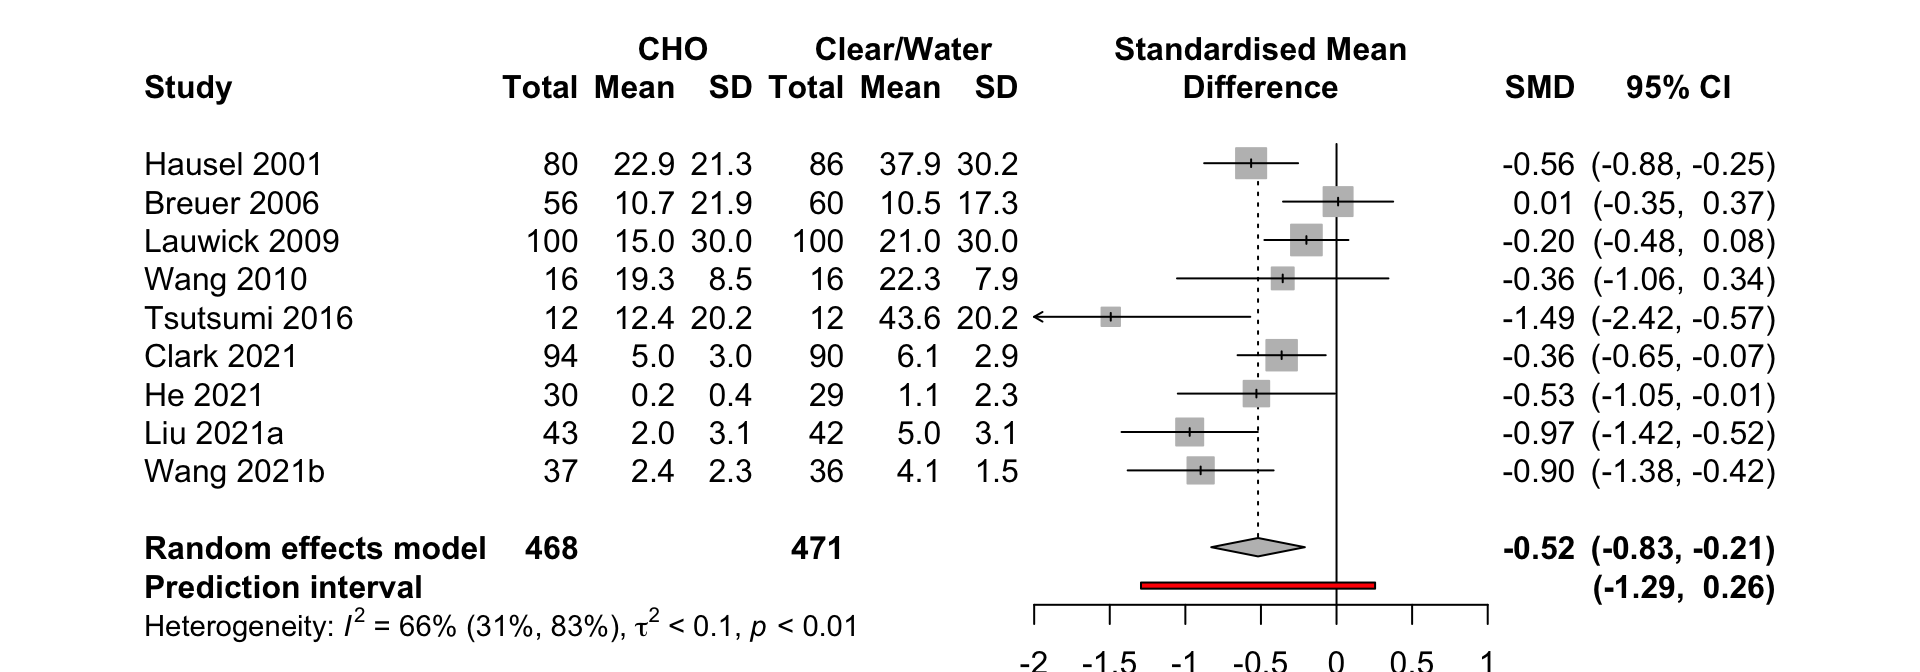 CHO Clear/Water Standardised Mean
Study Total Mean SD Total Mean SD Difference SMD 95% CI
Hausel 2001 80 22.9 21.3 86 37.9 30.2 -0.56 (-0.88, -0.25)
Breuer 2006 56 10.7 21.9 60 10.5 17.3 0.01 (-0.35, 0.37)
Lauwick 2009 100 15.0 30.0 100 21.0 30.0 -0.20 (-0.48, 0.08)
Wang 2010 16 19.3 8.5 16 22.3 7.9 -0.36 (-1.06, 0.34)
Tsutsumi 2016 12 12.4 20.2 12 43.6 20.2 -1.49 (-2.42, -0.57)
Clark 2021 94 5.0 3.0 90 6.1 2.9 -0.36 (-0.65, -0.07)
He 2021 30 0.2 0.4 29 1.1 2.3 -0.53 (-1.05, -0.01)
Liu 2021a 43 2.0 3.1 42 5.0 3.1 -0.97 (-1.42, -0.52)
Wang 2021b 37 2.4 2.3 36 4.1 1.5 -0.90 (-1.38, -0.42)
Random effects model 468 471 -0.52 (-0.83, -0.21)
Prediction interval (-1.29, 0.26)
Heterogeneity: I² = 66% (31%, 83%), τ² < 0.1, p < 0.01
-2 -1.5 -1 -0.5 0 0.5 1